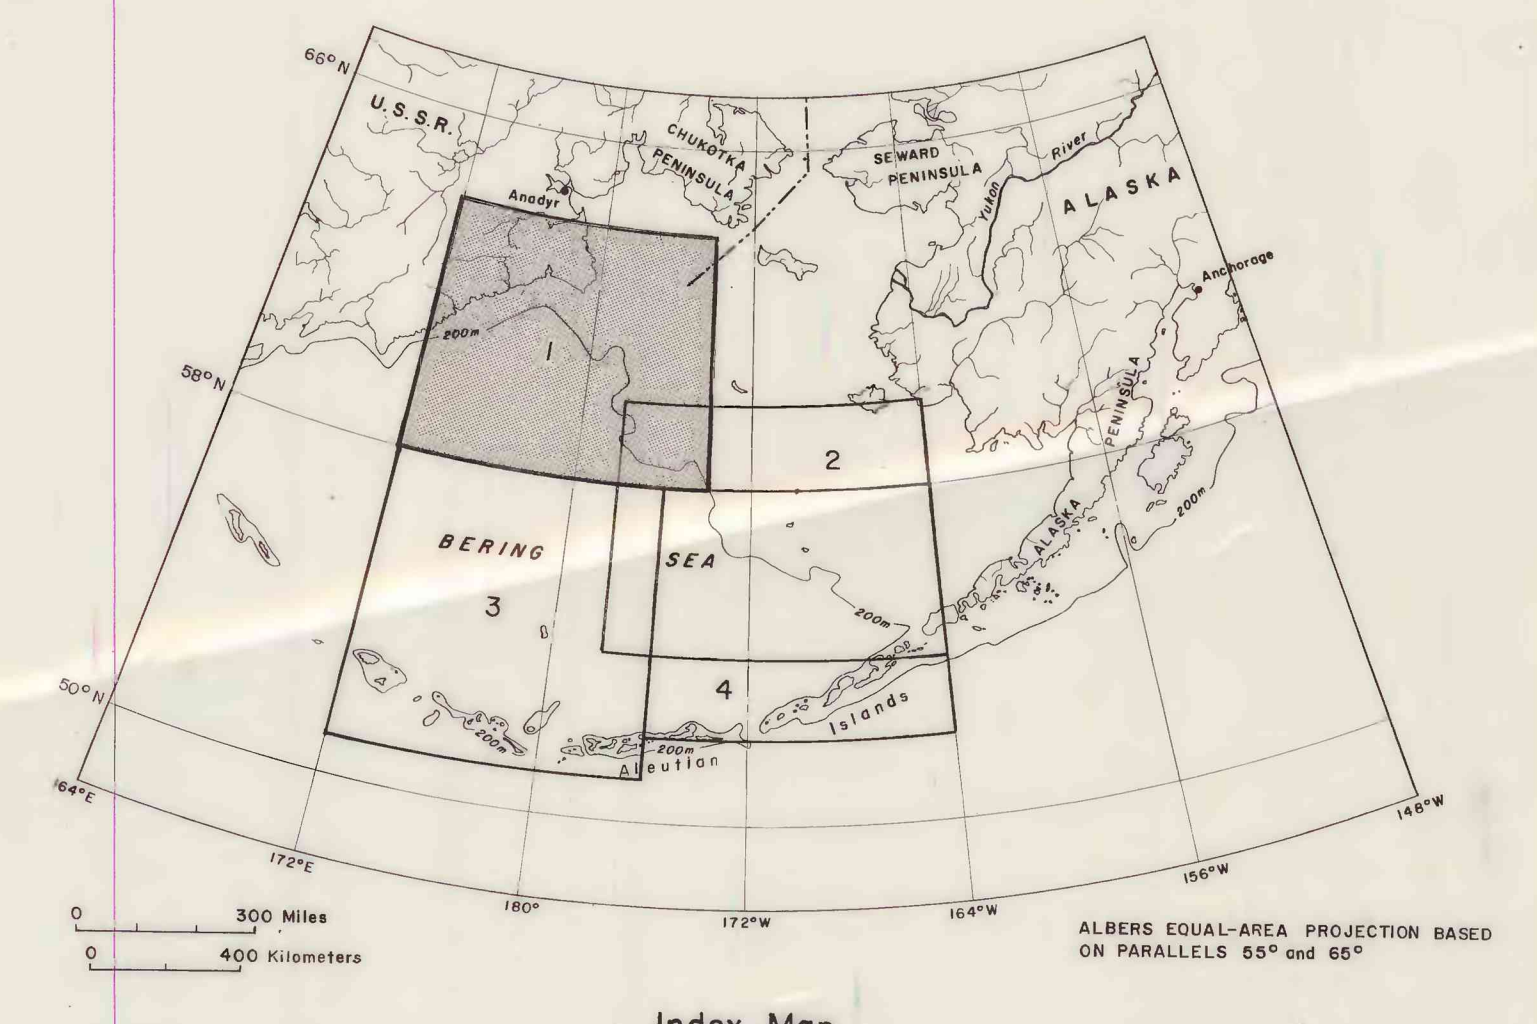 66°N
U.S.S.R.
CHUKOTKA
PENINSULA
SEWARD
PENINSULA
River
Yukon
ALASKA
Anadyr
Anchorage
200m
1
58°N
2
PENINSULA
ALASKA
200m
BERING
SEA
3
200m
50°N
4
Islands
200m
200m
Aleutian
164°E
148°W
172°E
156°W
180°
172°W
164°W
0 300 Miles
0 400 Kilometers
ALBERS EQUAL-AREA PROJECTION BASED
ON PARALLELS 55° and 65°
Index Map